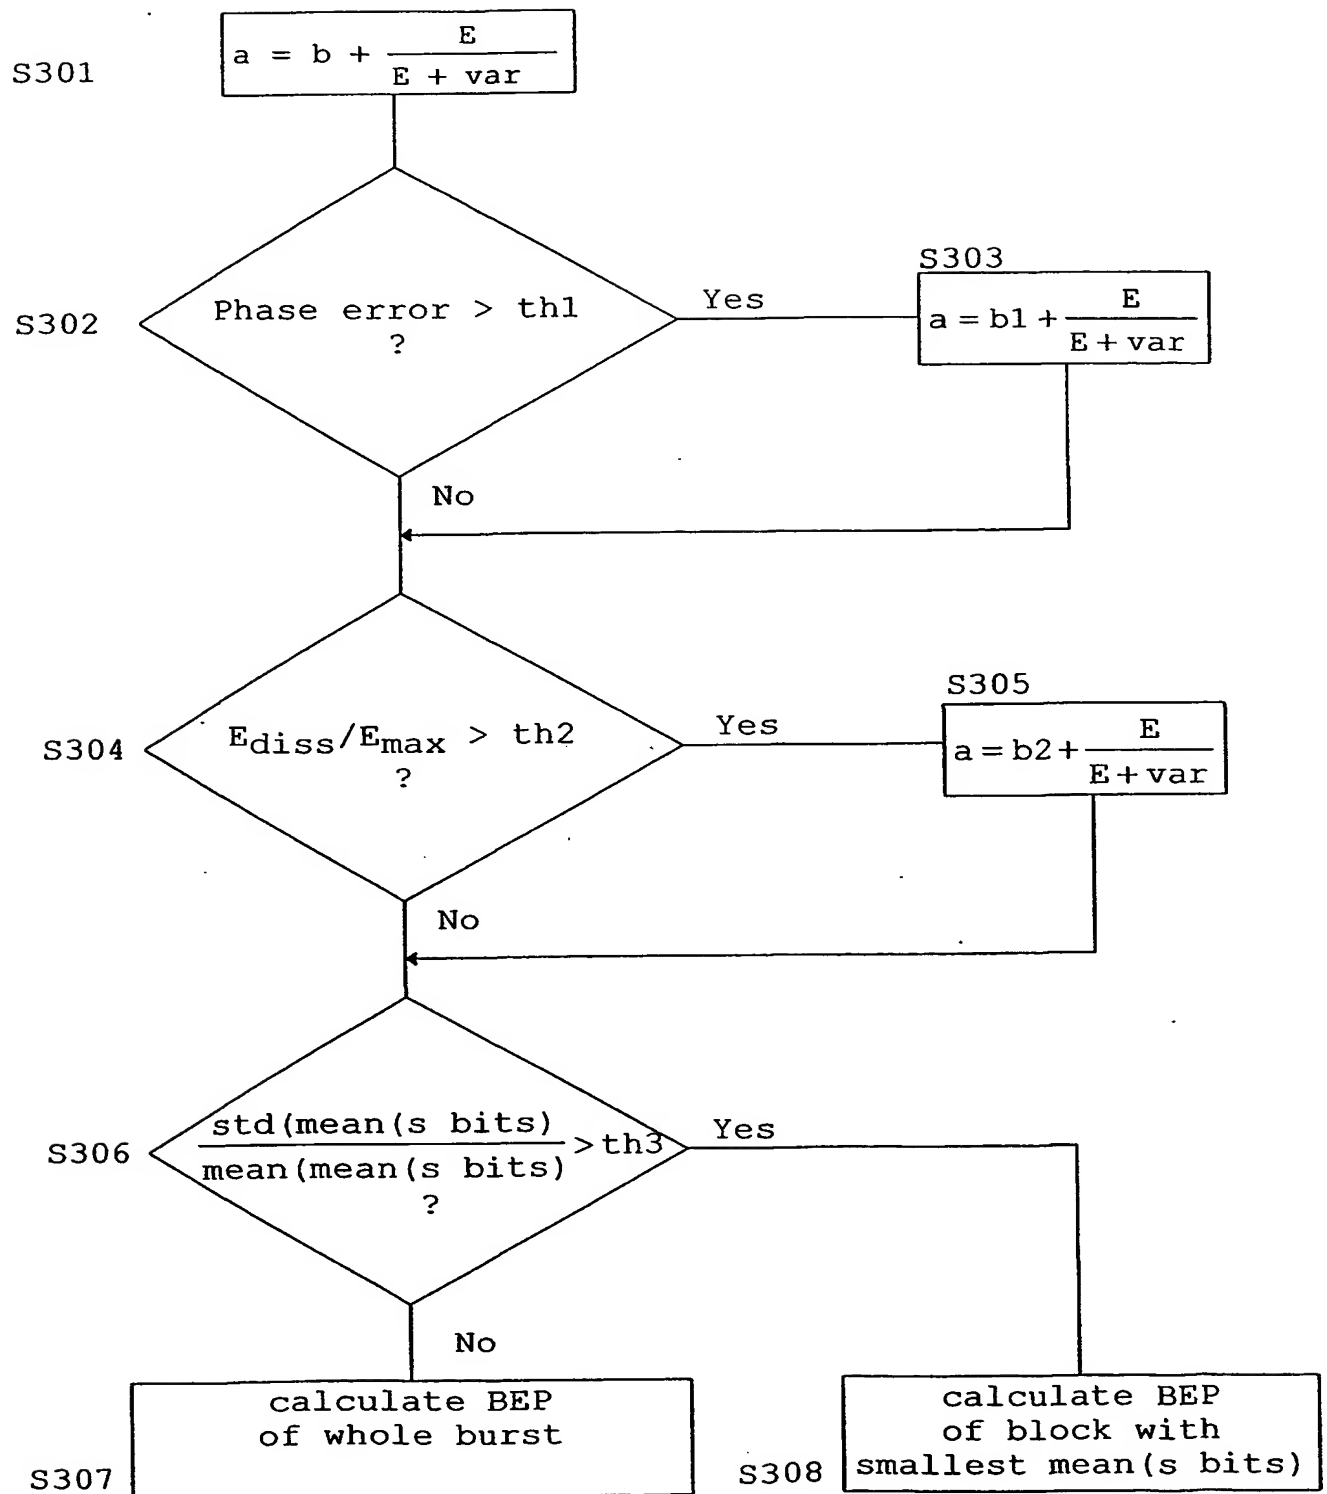 S301
a = b + E / E + var
S302
Phase error > th1
?
Yes
S303
a = b1 + E / E + var
No
S304
Ediss/Emax > th2
?
Yes
S305
a = b2 + E / E + var
No
S306
std(mean(s bits) / mean(mean(s bits) > th3
?
Yes
No
S307
calculate BEP
of whole burst
S308
calculate BEP
of block with
smallest mean(s bits)